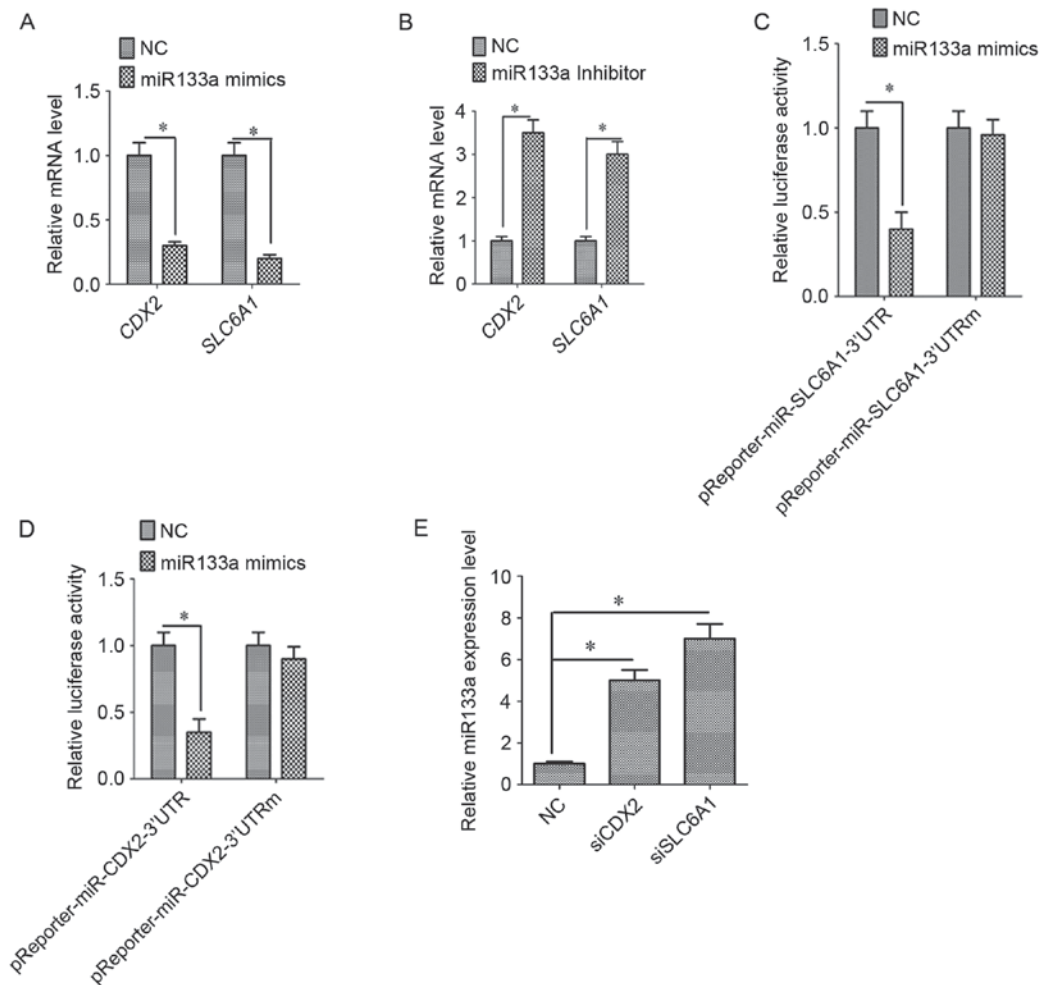 A
NC
miR133a mimics
Relative mRNA level
1.5
1.0
0.5
0.0
*
*
CDX2
SLC6A1
B
NC
miR133a Inhibitor
Relative mRNA level
4
3
2
1
0
*
*
CDX2
SLC6A1
C
NC
miR133a mimics
Relative luciferase activity
1.5
1.0
0.5
0.0
*
pReporter-miR-SLC6A1-3'UTR
pReporter-miR-SLC6A1-3'UTRm
D
NC
miR133a mimics
Relative luciferase activity
1.5
1.0
0.5
0.0
*
pReporter-miR-CDX2-3'UTR
pReporter-miR-CDX2-3'UTRm
E
Relative miR133a expression level
10
8
6
4
2
0
*
*
NC
siCDX2
siSLC6A1